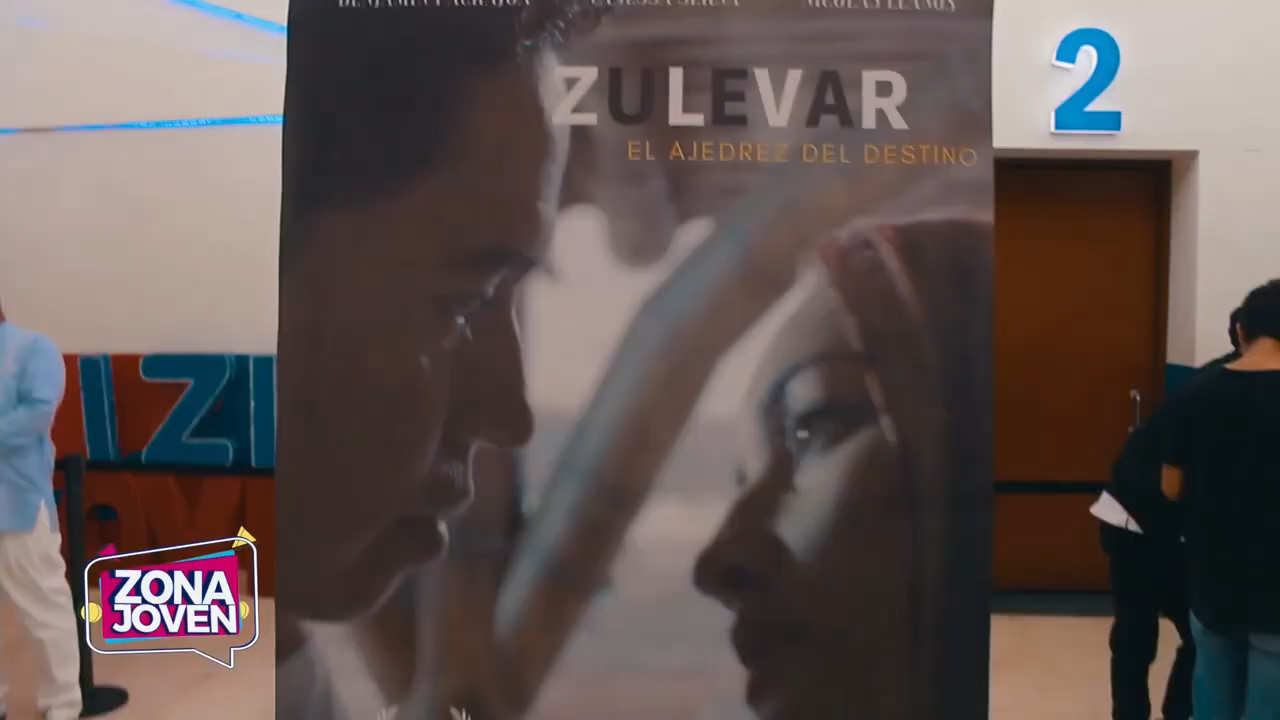 ZULEVAR
EL AJEDREZ DEL DESTINO
2
ZONA
JOVEN